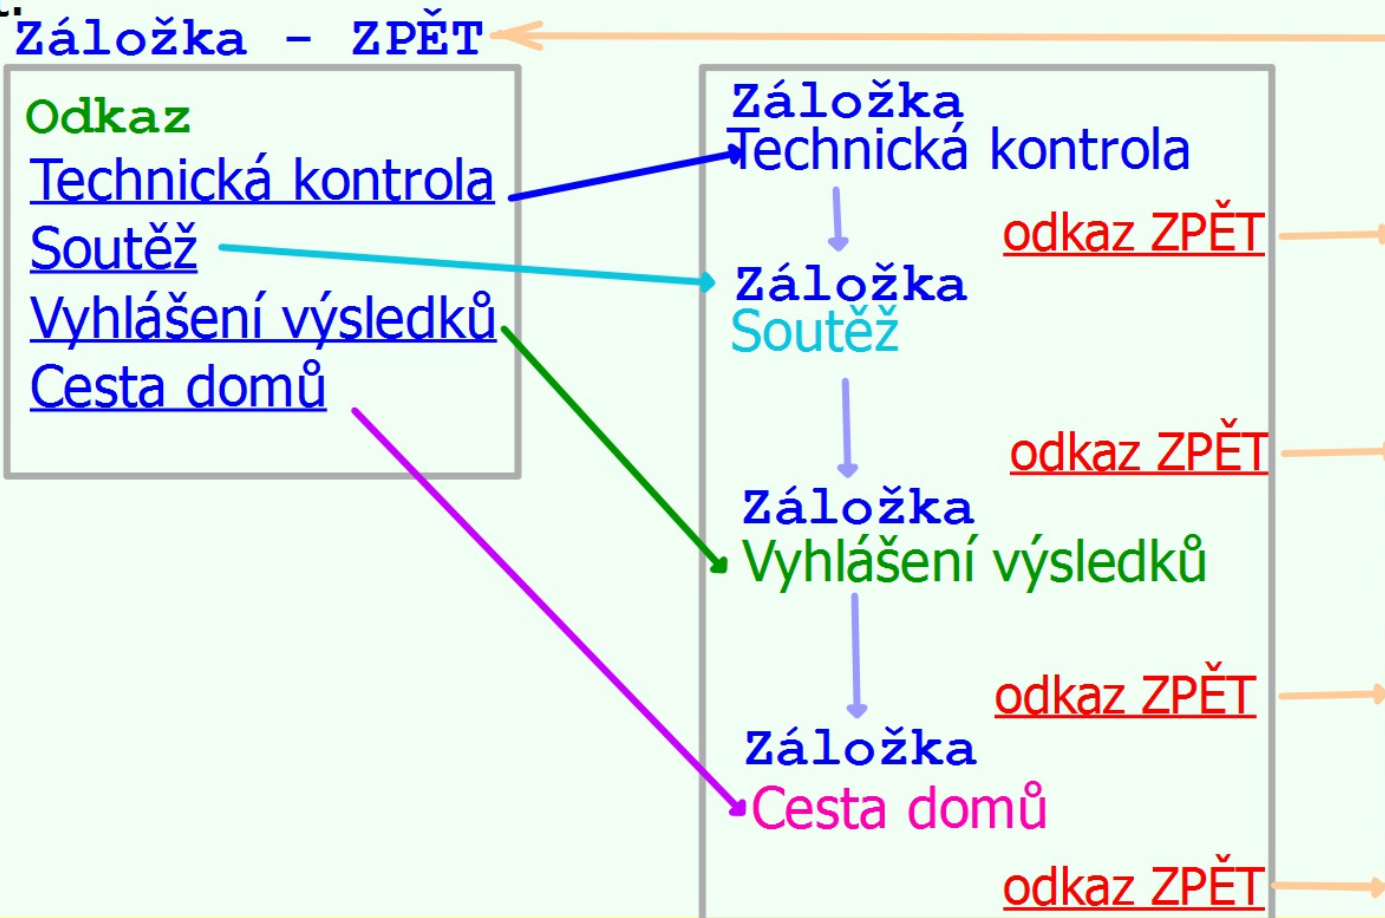 Záložka - ZPĚT
Odkaz
Technická kontrola
Soutěž
Vyhlášení výsledků
Cesta domů
Záložka
Technická kontrola
odkaz ZPĚT
Záložka
Soutěž
odkaz ZPĚT
Záložka
Vyhlášení výsledků
odkaz ZPĚT
Záložka
Cesta domů
odkaz ZPĚT